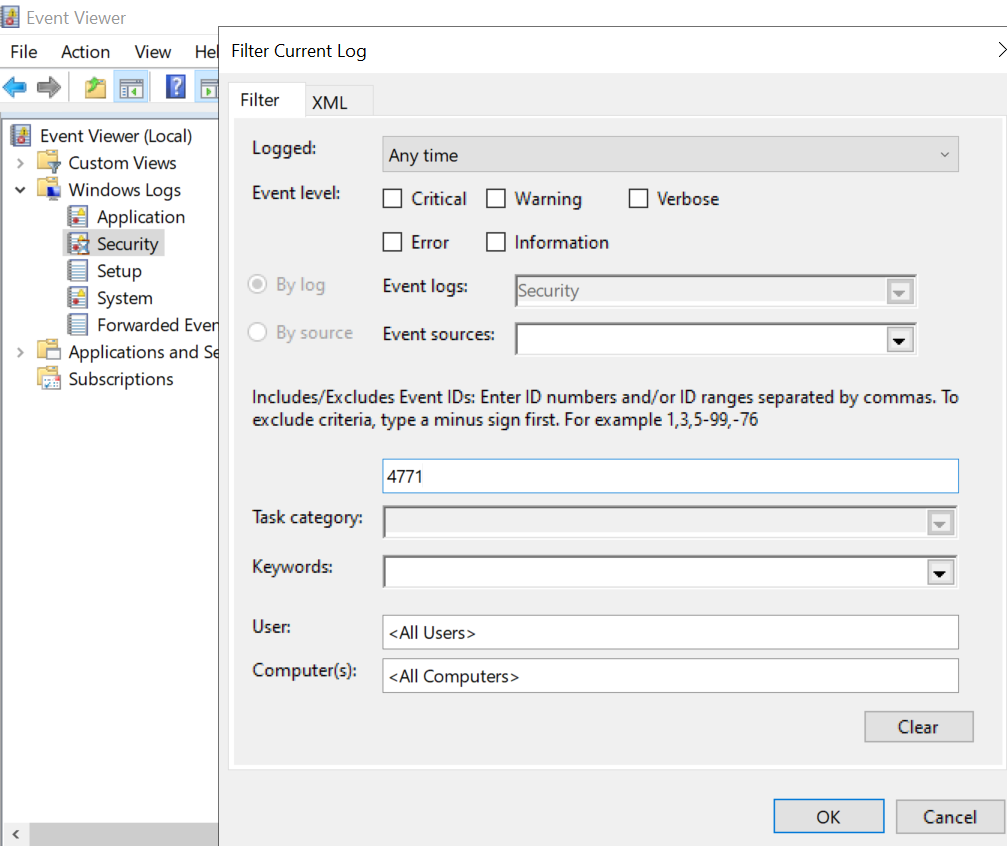 Event Viewer
File Action View Hel
Event Viewer (Local)
Custom Views
Windows Logs
Application
Security
Setup
System
Forwarded Even
Applications and Se
Subscriptions
Filter Current Log
Filter XML
Logged: Any time
Event level: Critical Warning Verbose
Error Information
By log Event logs: Security
By source Event sources:
Includes/Excludes Event IDs: Enter ID numbers and/or ID ranges separated by commas. To
exclude criteria, type a minus sign first. For example 1,3,5-99,-76
4771
Task category:
Keywords:
User: <All Users>
Computer(s): <All Computers>
Clear
OK Cancel